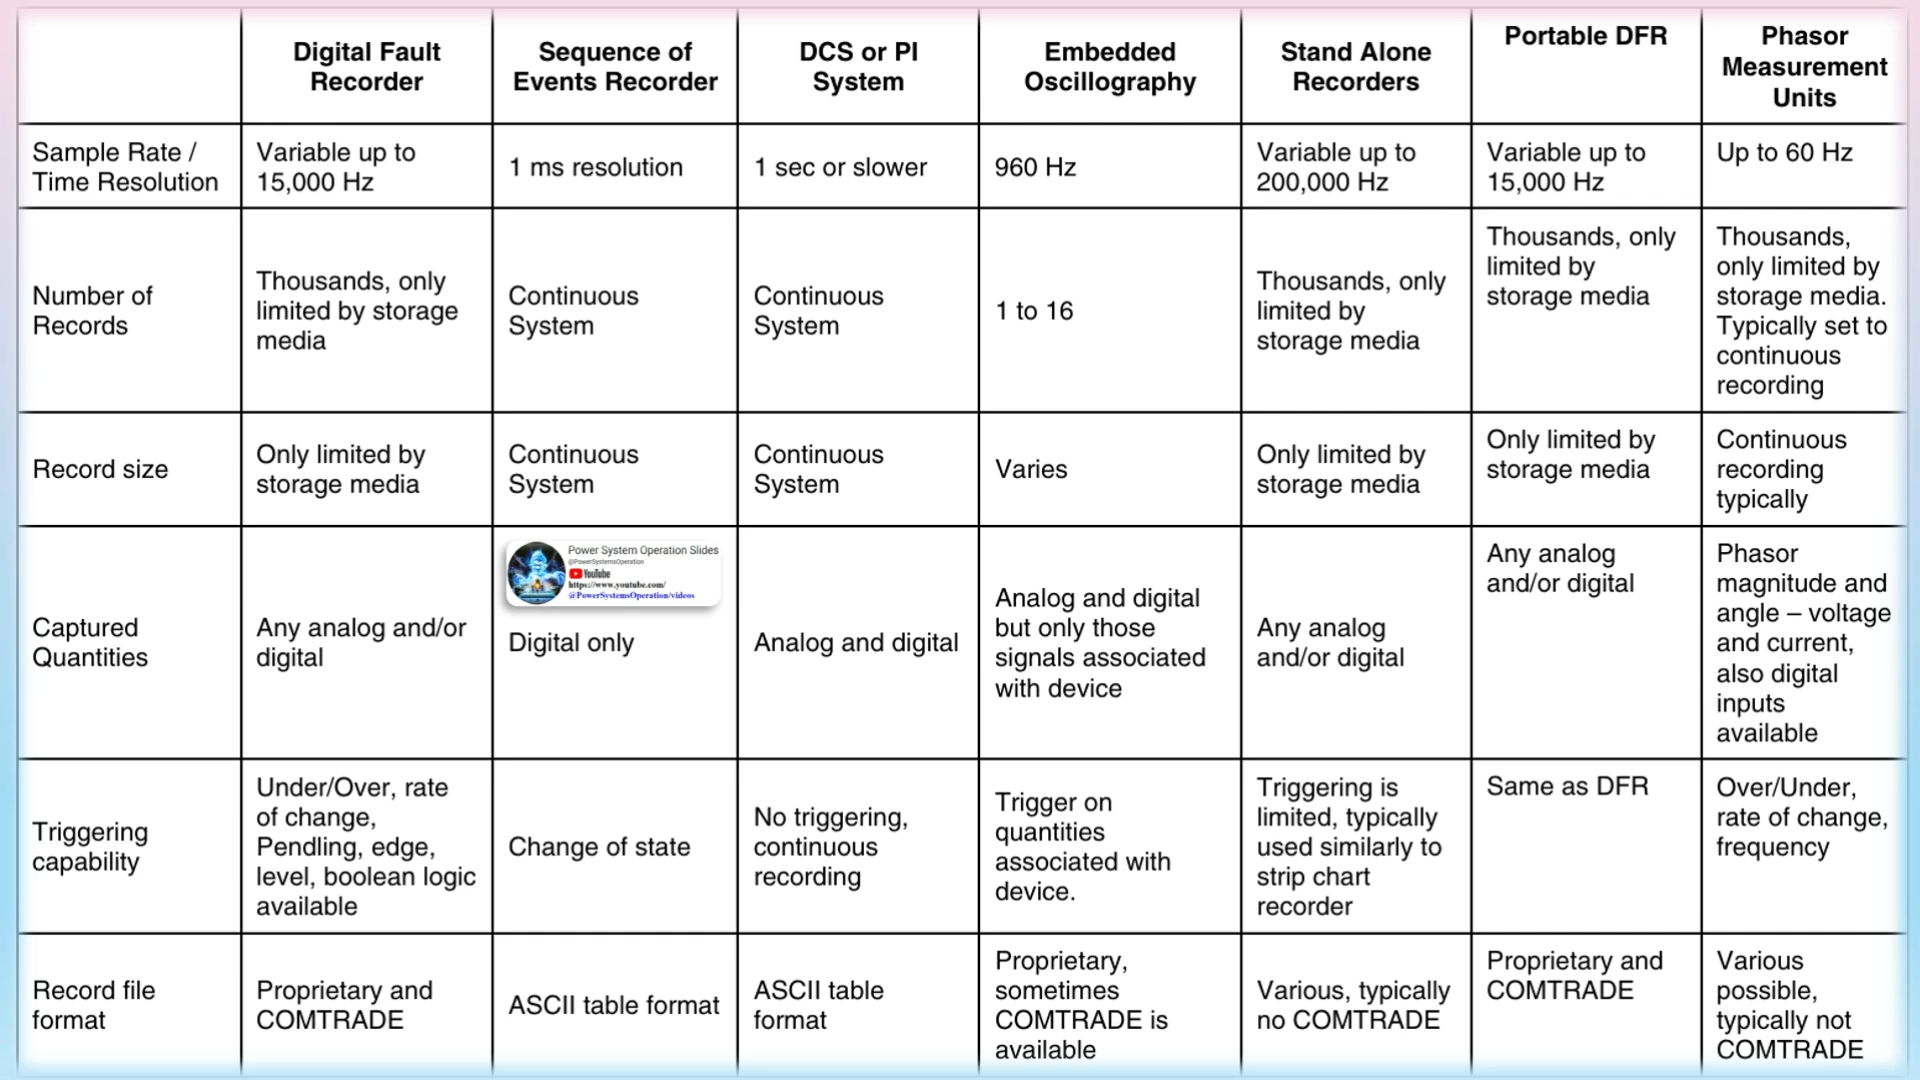 Digital Fault
Recorder
Sequence of
Events Recorder
DCS or PI
System
Embedded
Oscillography
Stand Alone
Recorders
Portable DFR
Phasor
Measurement
Units
Sample Rate /
Time Resolution
Variable up to
15,000 Hz
1 ms resolution
1 sec or slower
960 Hz
Variable up to
200,000 Hz
Variable up to
15,000 Hz
Up to 60 Hz
Number of
Records
Thousands, only
limited by storage
media
Continuous
System
Continuous
System
1 to 16
Thousands, only
limited by
storage media
Thousands, only
limited by
storage media
Thousands,
only limited by
storage media.
Typically set to
continuous
recording
Record size
Only limited by
storage media
Continuous
System
Continuous
System
Varies
Only limited by
storage media
Only limited by
storage media
Continuous
recording
typically
Captured
Quantities
Any analog and/or
digital
Power System Operation Slides
@PowerSystemsOperation
YouTube
https://www.youtube.com/
@PowerSystemsOperation/videos
Digital only
Analog and digital
Analog and digital
but only those
signals associated
with device
Any analog
and/or digital
Any analog
and/or digital
Phasor
magnitude and
angle – voltage
and current,
also digital
inputs
available
Triggering
capability
Under/Over, rate
of change,
Pendling, edge,
level, boolean logic
available
Change of state
No triggering,
continuous
recording
Trigger on
quantities
associated with
device.
Triggering is
limited, typically
used similarly to
strip chart
recorder
Same as DFR
Over/Under,
rate of change,
frequency
Record file
format
Proprietary and
COMTRADE
ASCII table format
ASCII table
format
Proprietary,
sometimes
COMTRADE is
available
Various, typically
no COMTRADE
Proprietary and
COMTRADE
Various
possible,
typically not
COMTRADE